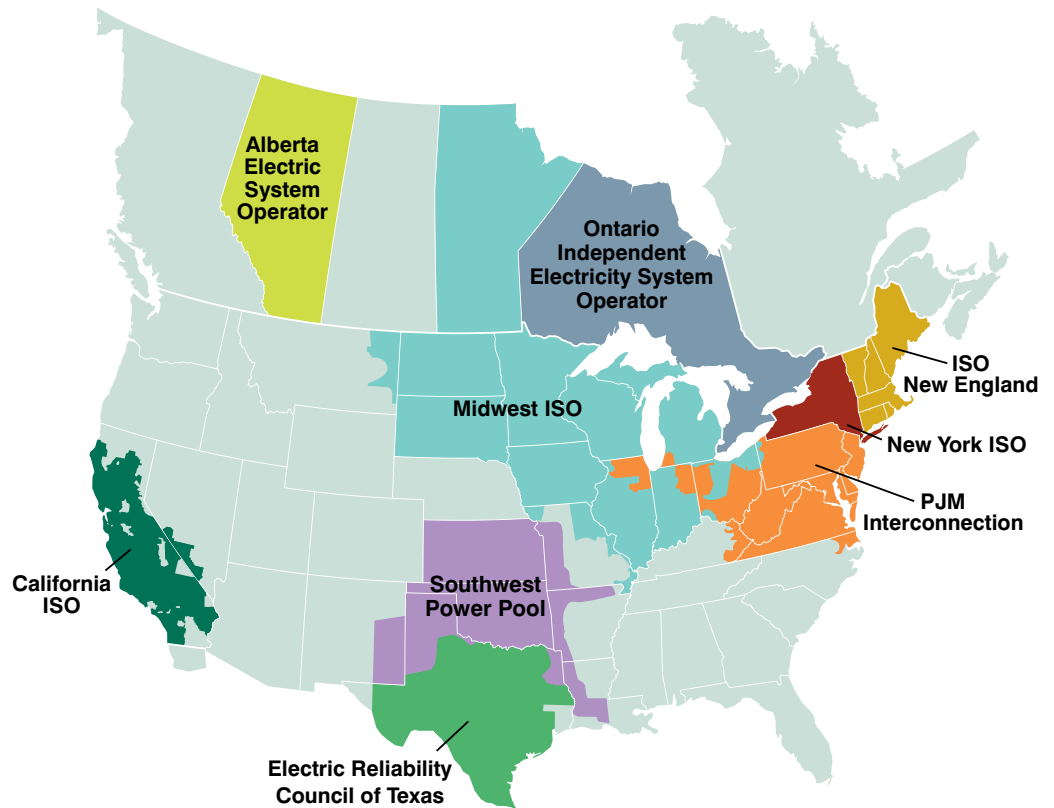 Alberta
Electric
System
Operator
Ontario
Independent
Electricity System
Operator
ISO
New England
Midwest ISO
New York ISO
PJM
Interconnection
California
ISO
Southwest
Power Pool
Electric Reliability
Council of Texas